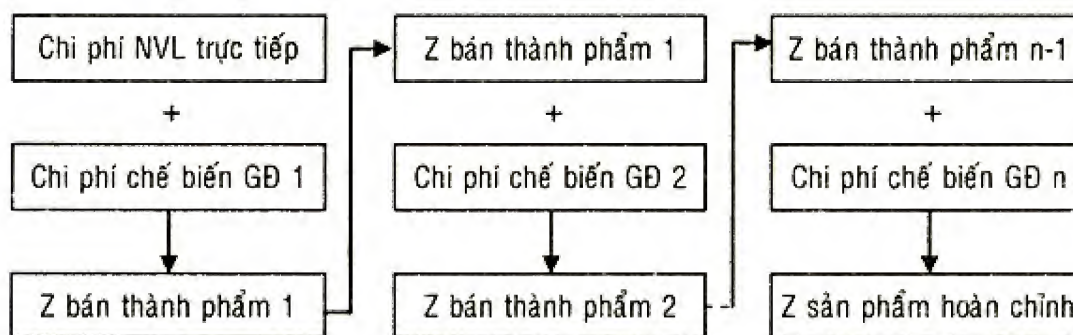 Chi phí NVL trực tiếp
+
Chi phí chế biến GĐ 1
Z bán thành phẩm 1
Z bán thành phẩm 1
+
Chi phí chế biến GĐ 2
Z bán thành phẩm 2
Z bán thành phẩm n-1
+
Chi phí chế biến GĐ n
Z sản phẩm hoàn chỉnh